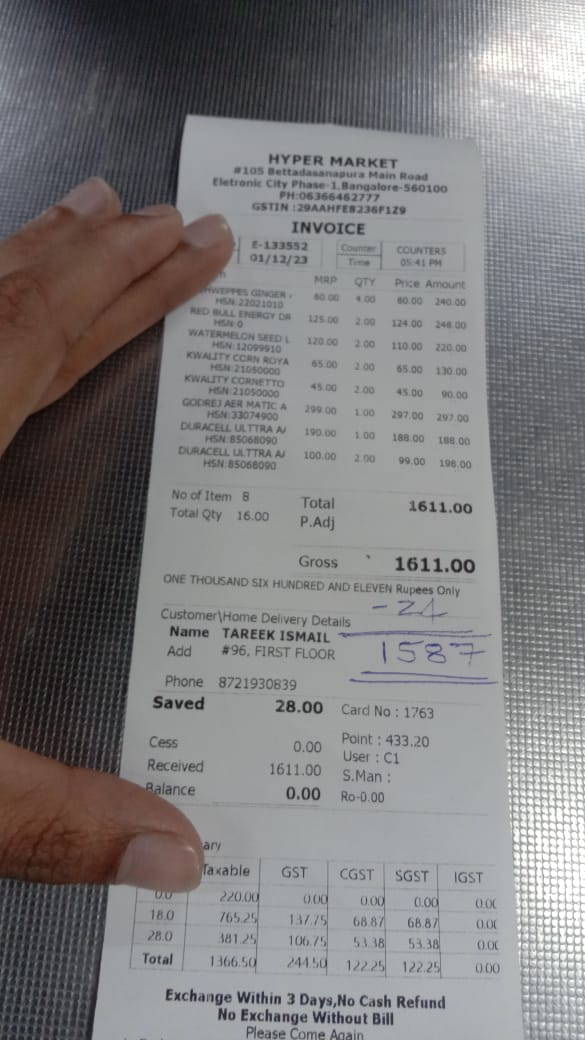 HYPER MARKET
#105 Bettadasanapura Main Road
Eletronic City Phase-1,Bangalore-560100
PH:06366462777
GSTIN :29AAHFE8236F1Z9
INVOICE
E-133552 Counter COUNTERS
01/12/23 Time 05:41 PM
MRP QTY Price Amount
HWEPPES GINGER , 60.00 4.00 60.00 240.00
HSN:22021010
RED BULL ENERGY DR 125.00 2.00 124.00 248.00
HSN:0
WATERMELON SEED L 120.00 2.00 110.00 220.00
HSN:12099910
KWALITY CORN ROYA 65.00 2.00 65.00 130.00
HSN:21050000
KWALITY CORNETTO 45.00 2.00 45.00 90.00
HSN:21050000
GODREJ AER MATIC A 299.00 1.00 297.00 297.00
HSN:33074900
DURACELL ULTTRA A/ 190.00 1.00 188.00 188.00
HSN:85068090
DURACELL ULTTRA A/ 100.00 2.00 99.00 198.00
HSN:85068090
No of Item 8 Total 1611.00
Total Qty 16.00 P.Adj
Gross 1611.00
ONE THOUSAND SIX HUNDRED AND ELEVEN Rupees Only
- 24
Customer\Home Delivery Details
Name TAREEK ISMAIL
1587
Add #96, FIRST FLOOR
Phone 8721930839
Saved 28.00 Card No : 1763
Point : 433.20
Cess 0.00 User : C1
Received 1611.00 S.Man :
Balance 0.00 Ro-0.00
ary
Taxable GST CGST SGST IGST
0.0 220.00 0.00 0.00 0.00 0.00
18.0 765.25 137.75 68.87 68.87 0.00
28.0 381.25 106.75 53.38 53.38 0.00
Total 1366.50 244.50 122.25 122.25 0.00
Exchange Within 3 Days,No Cash Refund
No Exchange Without Bill
Please Come Again